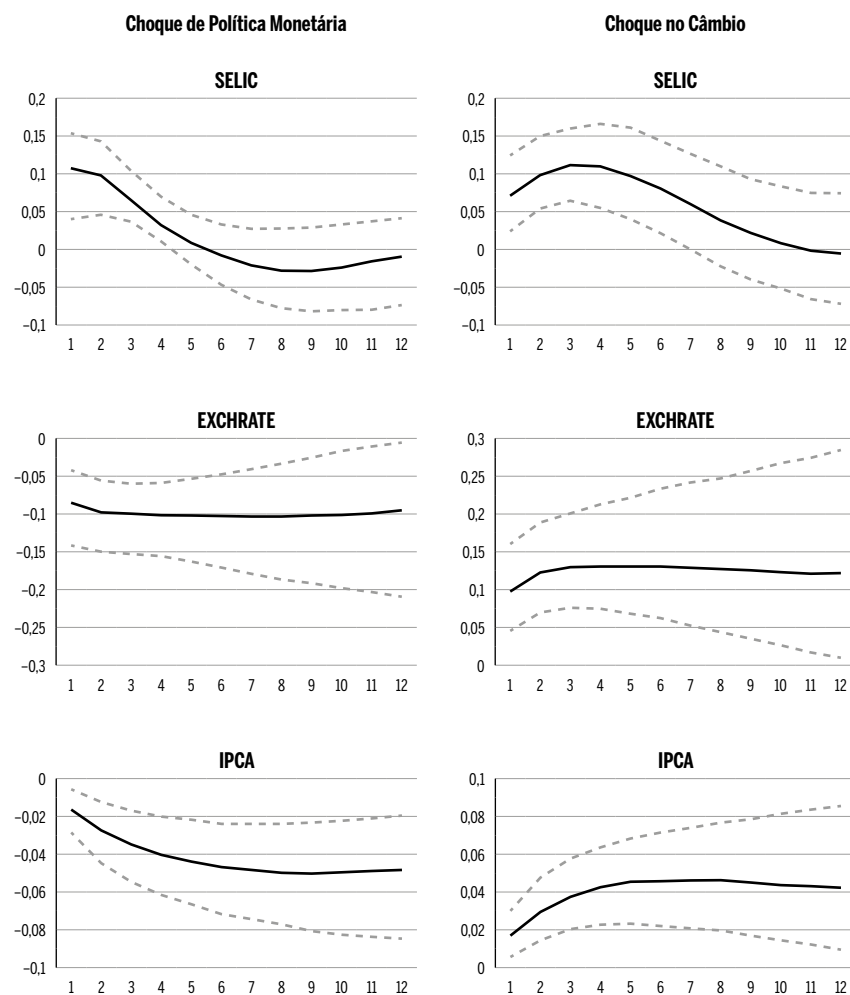 Choque de Política Monetária
Choque no Câmbio
SELIC
0,2
0,15
0,1
0,05
0
−0,05
−0,1
1 2 3 4 5 6 7 8 9 10 11 12
SELIC
0,2
0,15
0,1
0,05
0
−0,05
−0,1
1 2 3 4 5 6 7 8 9 10 11 12
EXCHRATE
0
−0,05
−0,1
−0,15
−0,2
−0,25
−0,3
1 2 3 4 5 6 7 8 9 10 11 12
EXCHRATE
0,3
0,25
0,2
0,15
0,1
0,05
0
1 2 3 4 5 6 7 8 9 10 11 12
IPCA
0
−0,02
−0,04
−0,06
−0,08
−0,1
1 2 3 4 5 6 7 8 9 10 11 12
IPCA
0,1
0,08
0,06
0,04
0,02
0
1 2 3 4 5 6 7 8 9 10 11 12